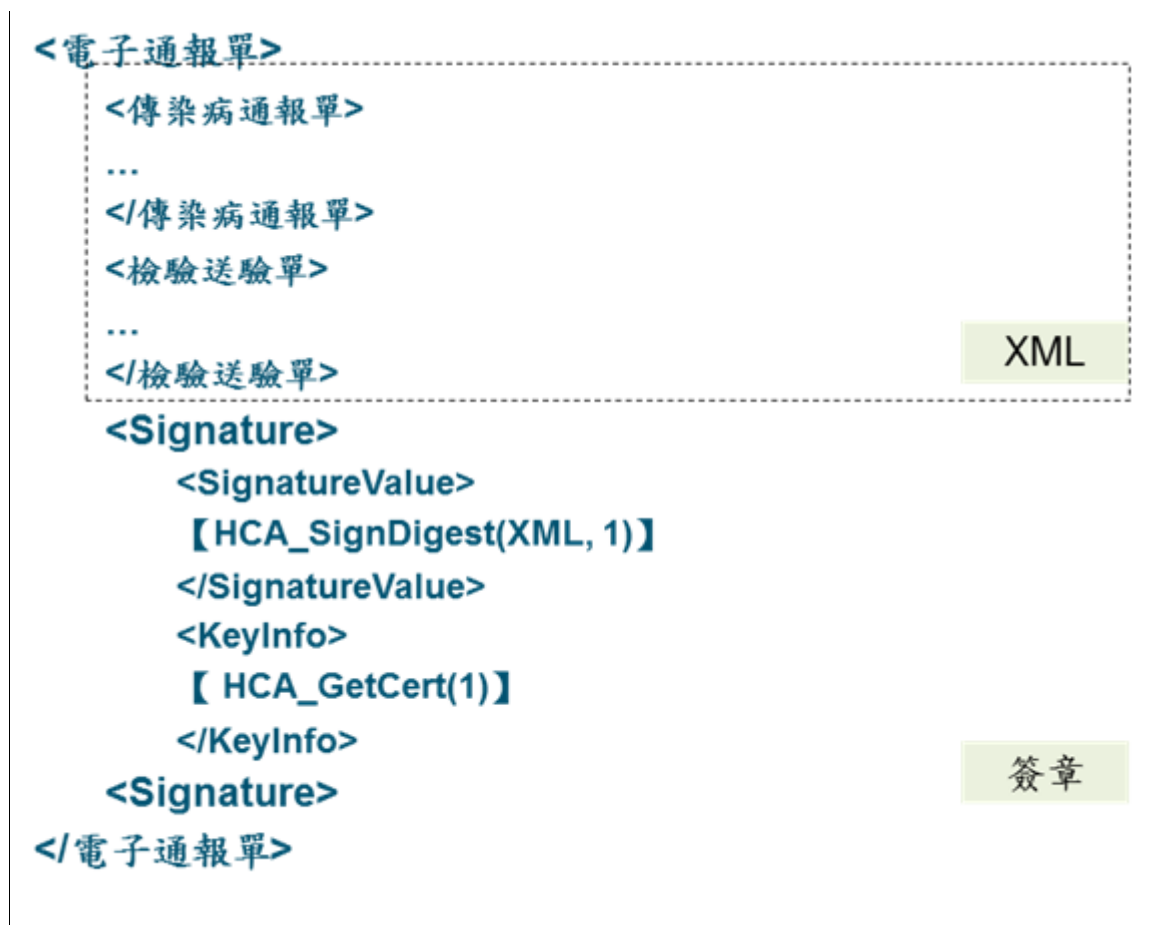 <電子通報單>
<傳染病通報單>
…
</傳染病通報單>
<檢驗送驗單>
…
</檢驗送驗單>
XML
<Signature>
<SignatureValue>
【HCA_SignDigest(XML, 1)】
</SignatureValue>
<KeyInfo>
【 HCA_GetCert(1)】
</KeyInfo>
簽章
<Signature>
</電子通報單>